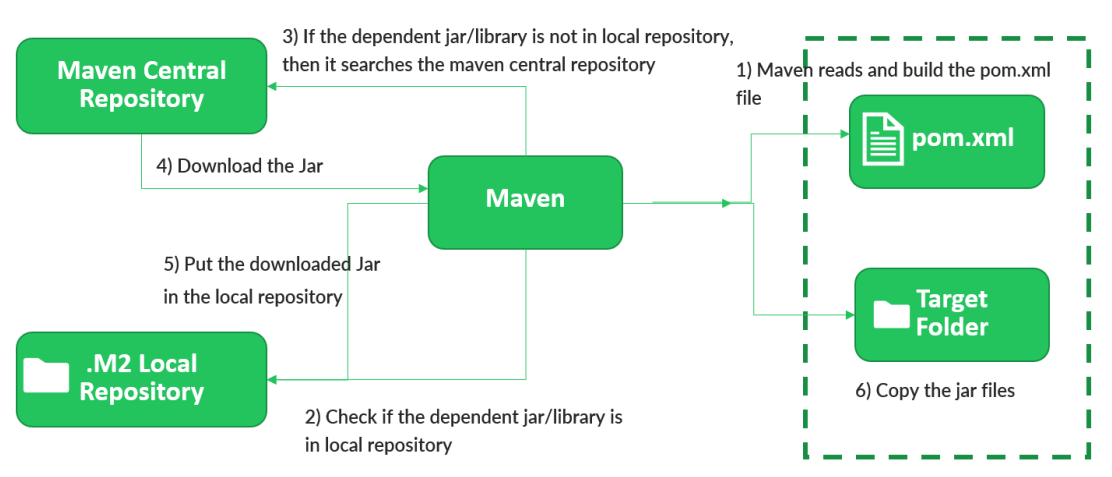 3) If the dependent jar/library is not in local repository,
then it searches the maven central repository
Maven Central
Repository
1) Maven reads and build the pom.xml
file
pom.xml
4) Download the Jar
Maven
5) Put the downloaded Jar
in the local repository
Target
Folder
.M2 Local
Repository
6) Copy the jar files
2) Check if the dependent jar/library is
in local repository